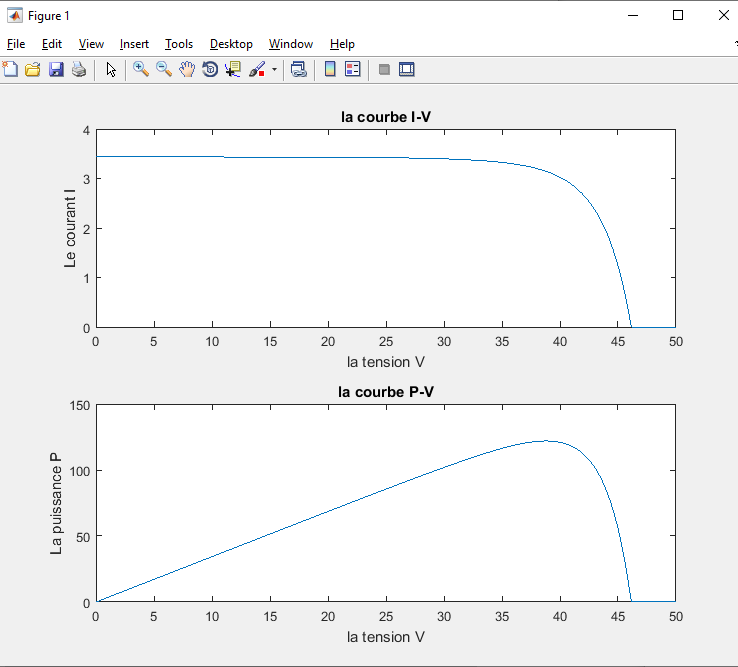 Figure 1
File Edit View Insert Tools Desktop Window Help
la courbe I-V
4
3
2
1
0
Le courant I
0 5 10 15 20 25 30 35 40 45 50
la tension V
la courbe P-V
150
100
50
0
La puissance P
0 5 10 15 20 25 30 35 40 45 50
la tension V